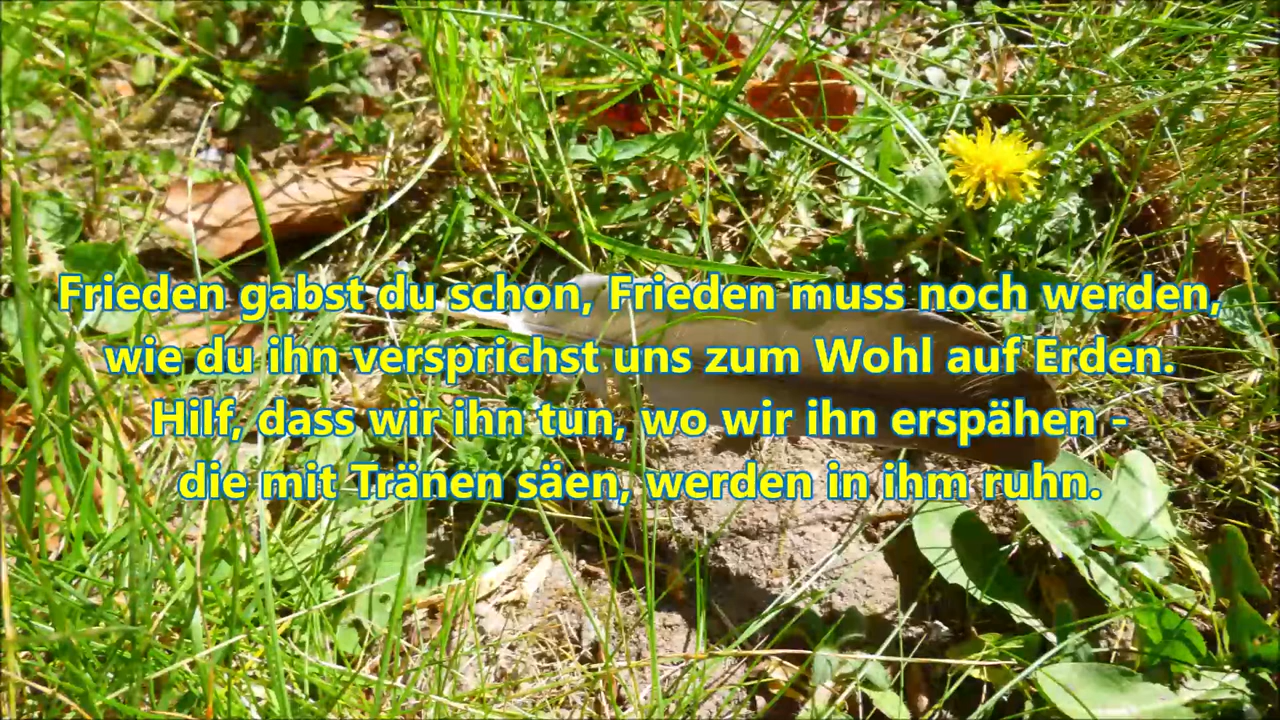 Frieden gabst du schon, Frieden muss noch werden,
wie du ihn versprichst uns zum Wohl auf Erden.
Hilf, dass wir ihn tun, wo wir ihn erspähen -
die mit Tränen säen, werden in ihm ruhn.